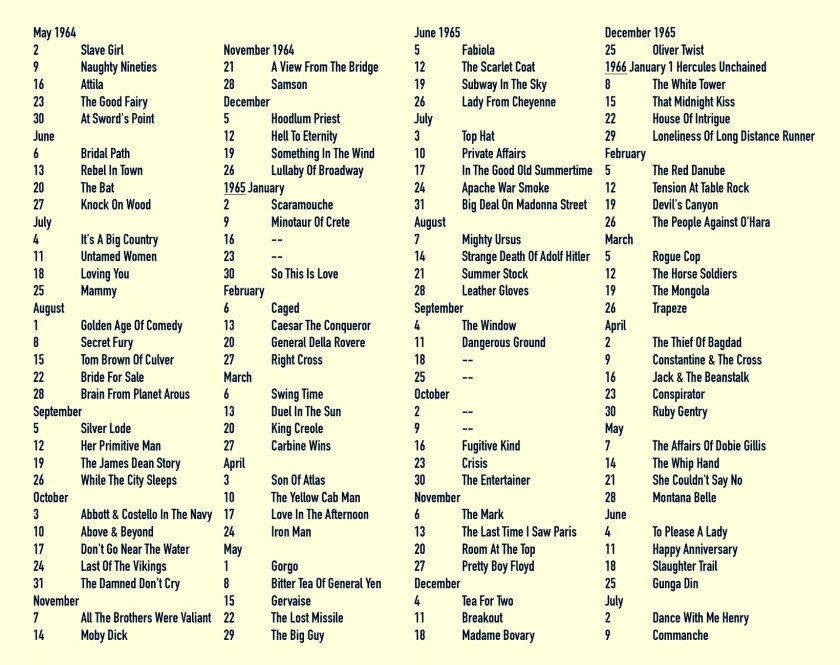 May 1964
2 Slave Girl
9 Naughty Nineties
16 Attila
23 The Good Fairy
30 At Sword's Point
June
6 Bridal Path
13 Rebel In Town
20 The Bat
27 Knock On Wood
July
4 It's A Big Country
11 Untamed Women
18 Loving You
25 Mammy
August
1 Golden Age Of Comedy
8 Secret Fury
15 Tom Brown Of Culver
22 Bride For Sale
28 Brain From Planet Arous
September
5 Silver Lode
12 Her Primitive Man
19 The James Dean Story
26 While The City Sleeps
October
3 Abbott & Costello In The Navy
10 Above & Beyond
17 Don't Go Near The Water
24 Last Of The Vikings
31 The Damned Don't Cry
November
7 All The Brothers Were Valiant
14 Moby Dick
November 1964
21 A View From The Bridge
28 Samson
December
5 Hoodlum Priest
12 Hell To Eternity
19 Something In The Wind
26 Lullaby Of Broadway
1965 January
2 Scaramouche
9 Minotaur Of Crete
16 --
23 --
30 So This Is Love
February
6 Caged
13 Caesar The Conqueror
20 General Della Rovere
27 Right Cross
March
6 Swing Time
13 Duel In The Sun
20 King Creole
27 Carbine Wins
April
3 Son Of Atlas
10 The Yellow Cab Man
17 Love In The Afternoon
24 Iron Man
May
1 Gorgo
8 Bitter Tea Of General Yen
15 Gervaise
22 The Lost Missile
29 The Big Guy
June 1965
5 Fabiola
12 The Scarlet Coat
19 Subway In The Sky
26 Lady From Cheyenne
July
3 Top Hat
10 Private Affairs
17 In The Good Old Summertime
24 Apache War Smoke
31 Big Deal On Madonna Street
August
7 Mighty Ursus
14 Strange Death Of Adolf Hitler
21 Summer Stock
28 Leather Gloves
September
4 The Window
11 Dangerous Ground
18 --
25 --
October
2 --
9 --
16 Fugitive Kind
23 Crisis
30 The Entertainer
November
6 The Mark
13 The Last Time I Saw Paris
20 Room At The Top
27 Pretty Boy Floyd
December
4 Tea For Two
11 Breakout
18 Madame Bovary
December 1965
25 Oliver Twist
1966 January 1 Hercules Unchained
8 The White Tower
15 That Midnight Kiss
22 House Of Intrigue
29 Loneliness Of Long Distance Runner
February
5 The Red Danube
12 Tension At Table Rock
19 Devil's Canyon
26 The People Against O'Hara
March
5 Rogue Cop
12 The Horse Soldiers
19 The Mongola
26 Trapeze
April
2 The Thief Of Bagdad
9 Constantine & The Cross
16 Jack & The Beanstalk
23 Conspirator
30 Ruby Gentry
May
7 The Affairs Of Dobie Gillis
14 The Whip Hand
21 She Couldn't Say No
28 Montana Belle
June
4 To Please A Lady
11 Happy Anniversary
18 Slaughter Trail
25 Gunga Din
July
2 Dance With Me Henry
9 Commanche